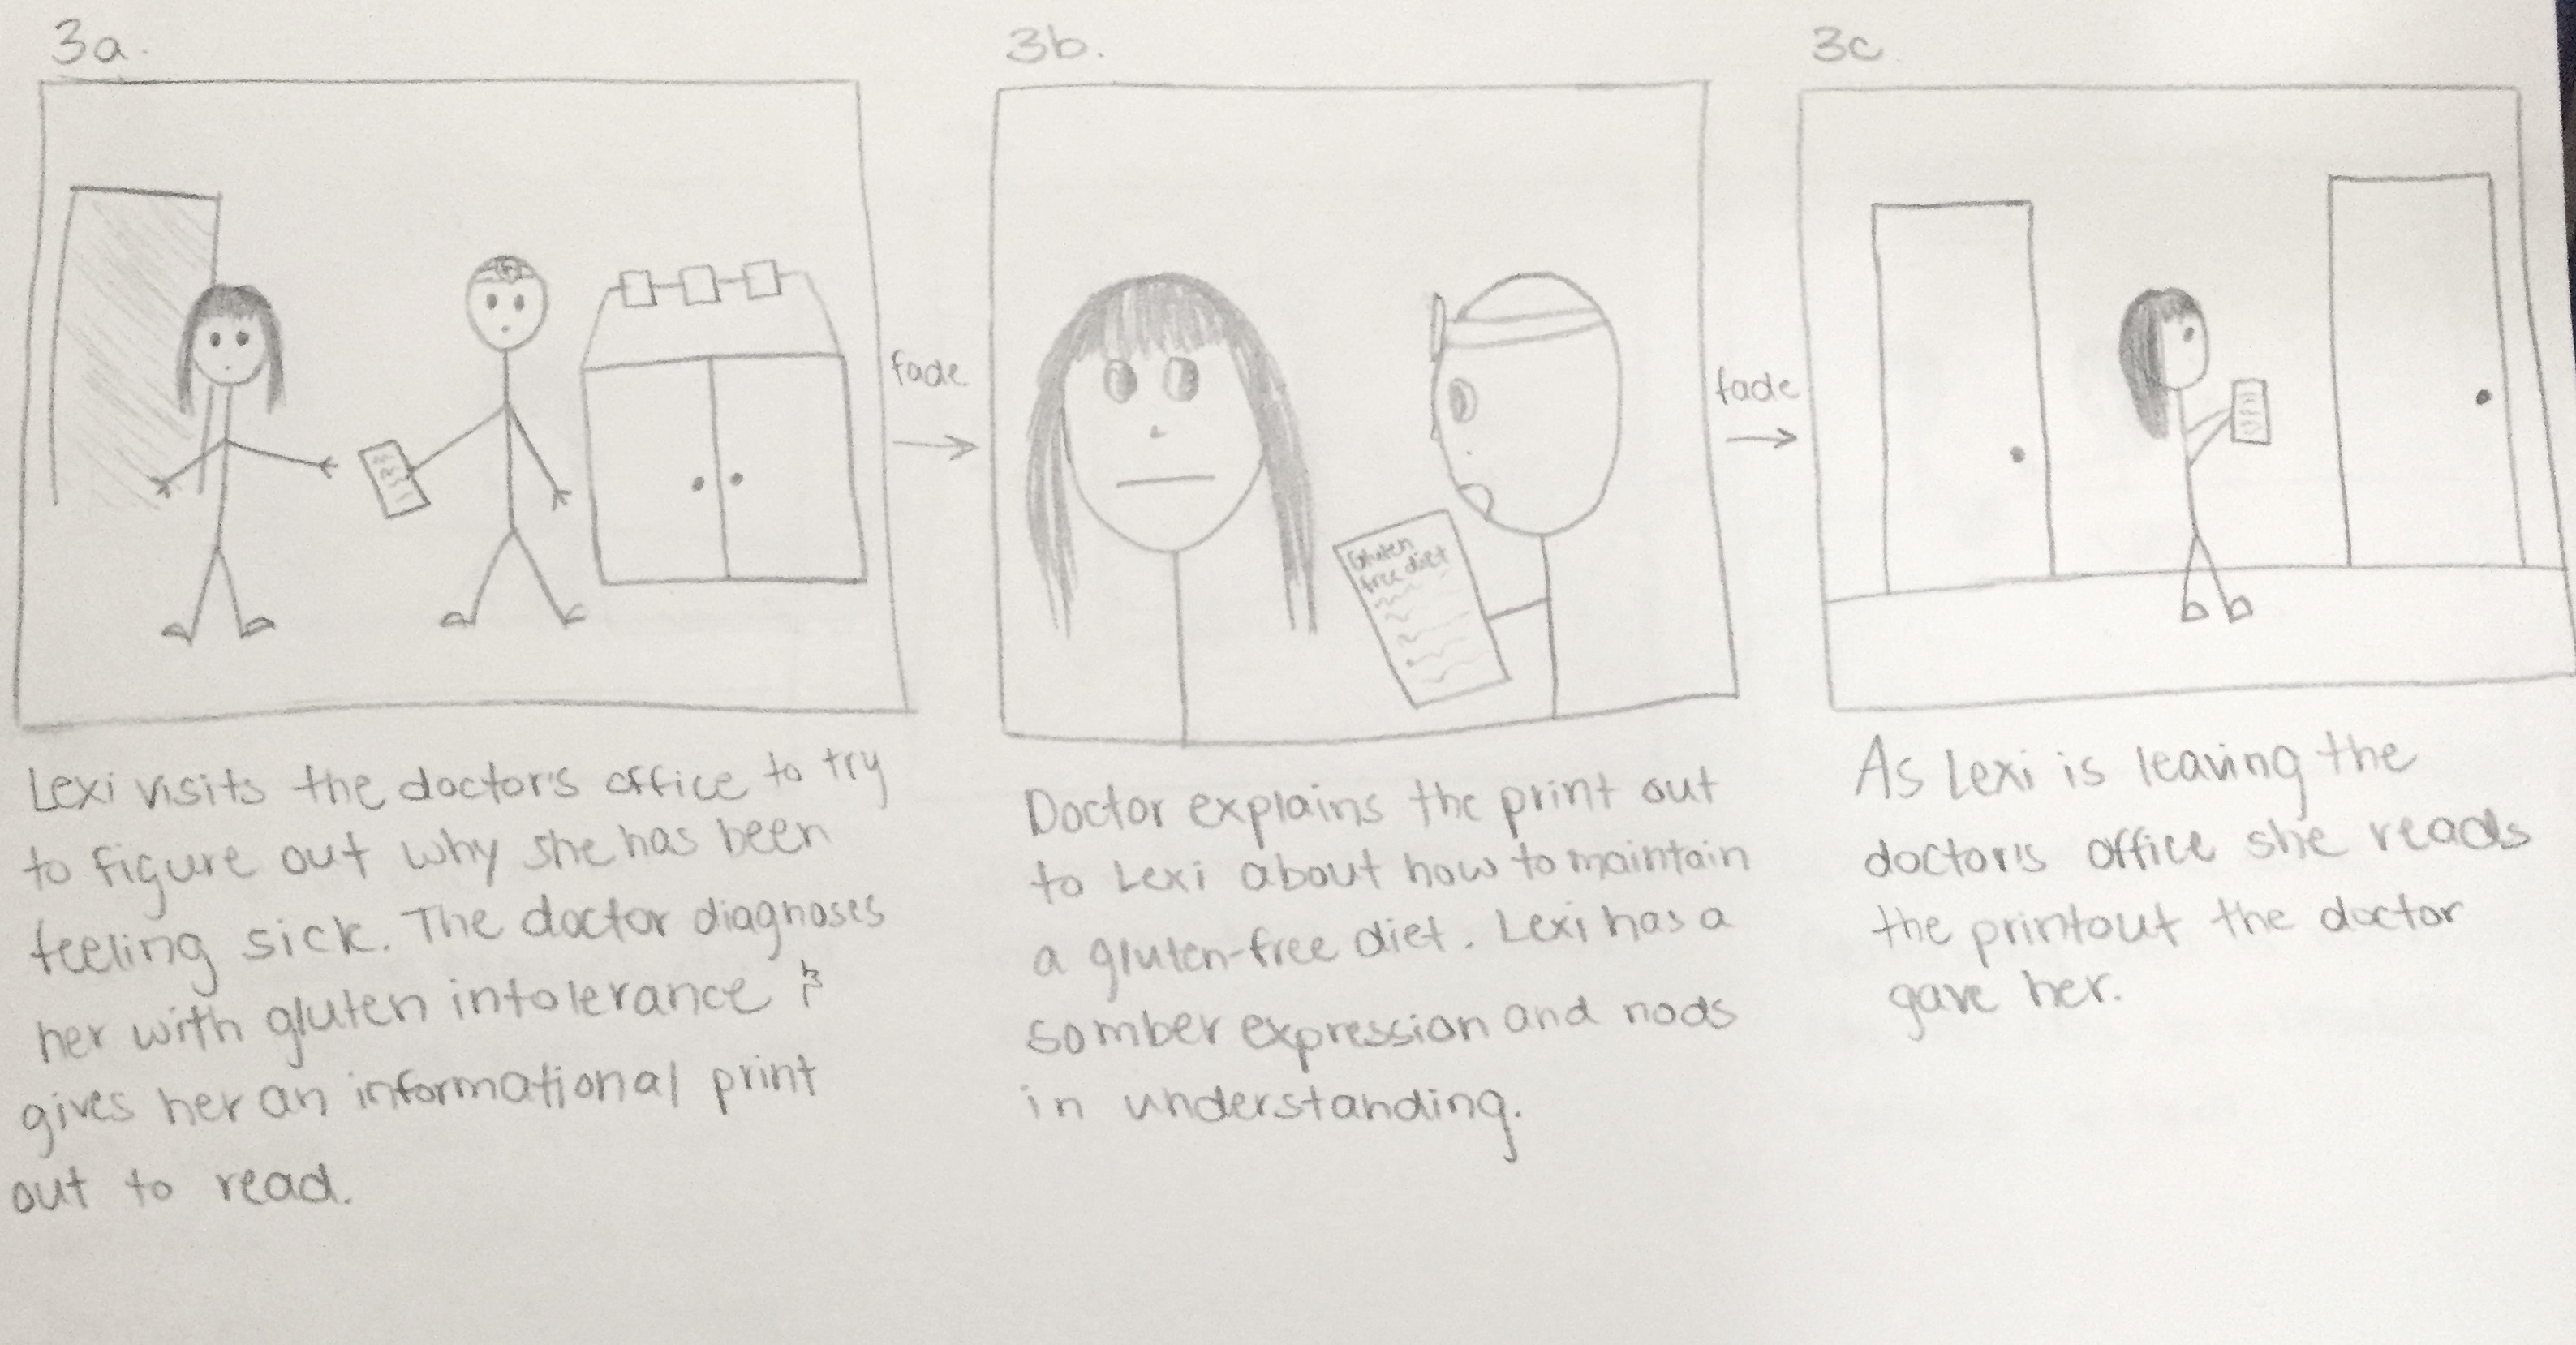 3a.
Lexi visits the doctor's office to try
to figure out why she has been
feeling sick. The doctor diagnoses
her with gluten intolerance &
gives her an informational print
out to read.
fade
3b.
Gluten
free diet
Doctor explains the print out
to Lexi about how to maintain
a gluten-free diet. Lexi has a
somber expression and nods
in understanding.
fade
3c
As Lexi is leaving the
doctor's office she reads
the printout the doctor
gave her.